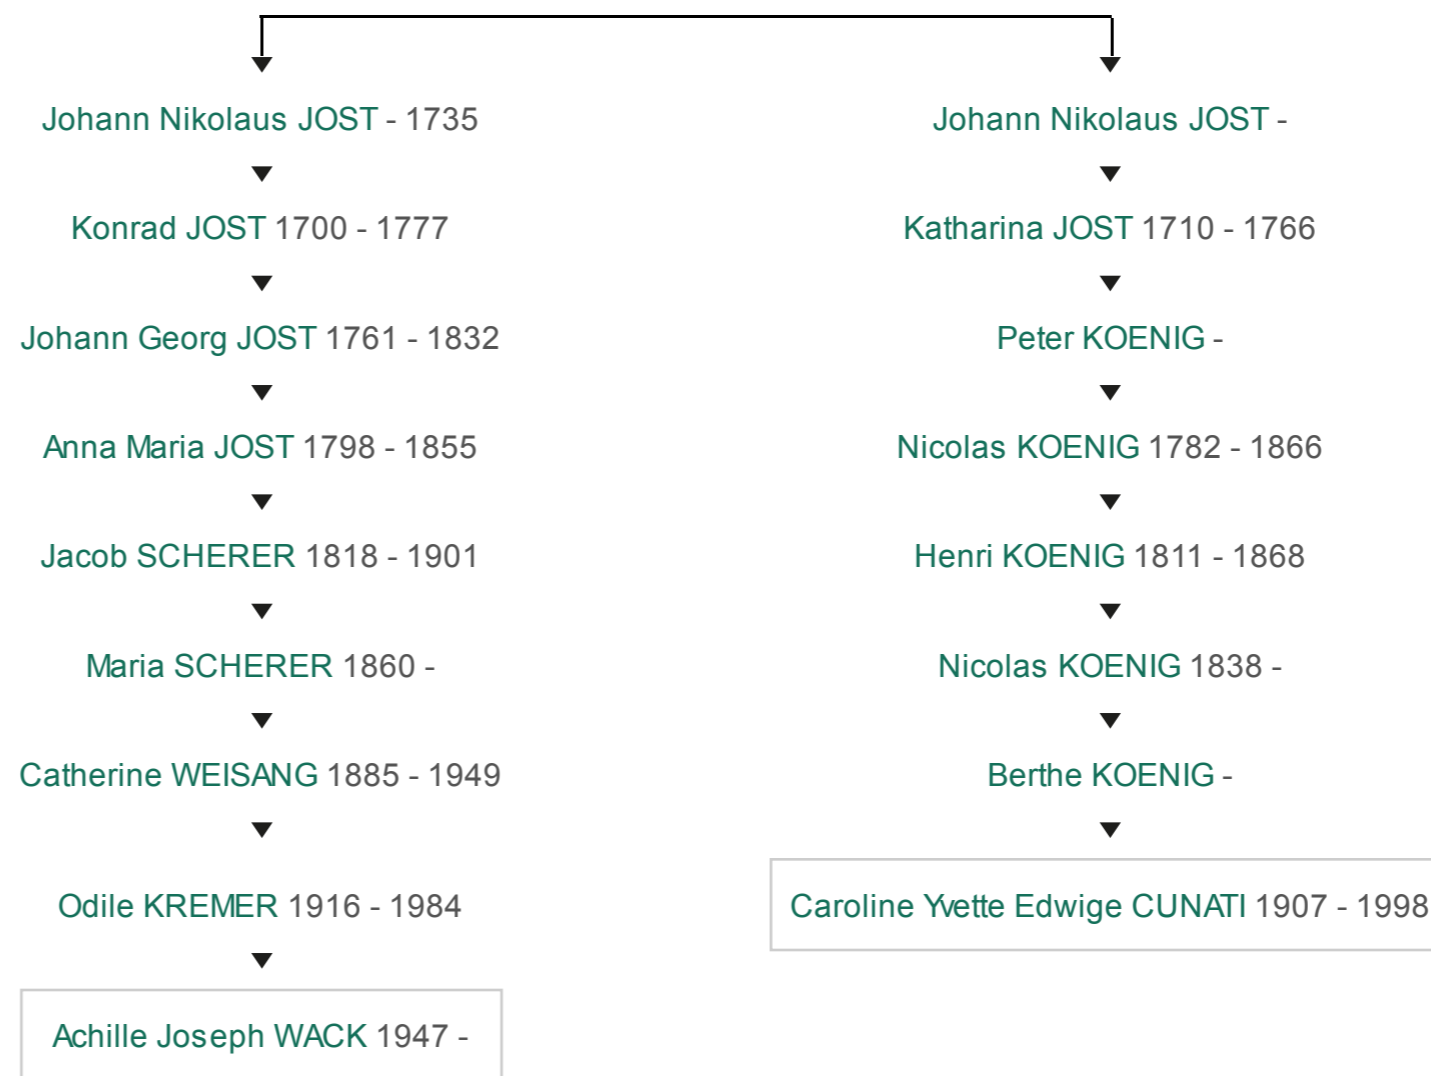 Johann Nikolaus JOST - 1735
Johann Nikolaus JOST -
Konrad JOST 1700 - 1777
Katharina JOST 1710 - 1766
Johann Georg JOST 1761 - 1832
Peter KOENIG -
Anna Maria JOST 1798 - 1855
Nicolas KOENIG 1782 - 1866
Jacob SCHERER 1818 - 1901
Henri KOENIG 1811 - 1868
Maria SCHERER 1860 -
Nicolas KOENIG 1838 -
Catherine WEISANG 1885 - 1949
Berthe KOENIG -
Odile KREMER 1916 - 1984
Caroline Yvette Edwige CUNATI 1907 - 1998
Achille Joseph WACK 1947 -